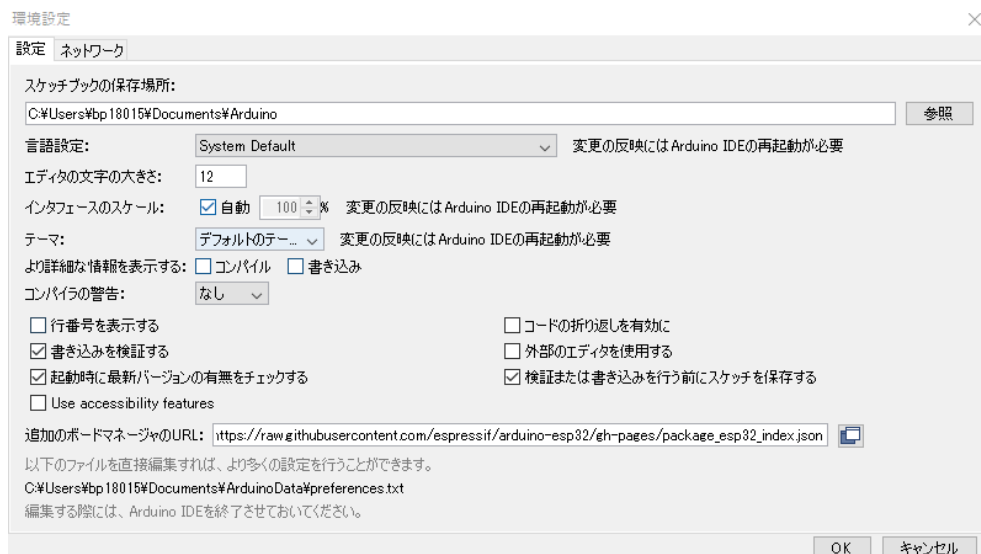 環境設定
設定 ネットワーク
スケッチブックの保存場所:
C:¥Users¥bp18015¥Documents¥Arduino 参照
言語設定: System Default 変更の反映にはArduino IDEの再起動が必要
エディタの文字の大きさ: 12
インタフェースのスケール: 自動 100 % 変更の反映にはArduino IDEの再起動が必要
テーマ: デフォルトのテー... 変更の反映にはArduino IDEの再起動が必要
より詳細な情報を表示する: コンパイル 書き込み
コンパイラの警告: なし
行番号を表示する コードの折り返しを有効に
書き込みを検証する 外部のエディタを使用する
起動時に最新バージョンの有無をチェックする 検証または書き込みを行う前にスケッチを保存する
Use accessibility features
追加のボードマネージャのURL: ttps://raw.githubusercontent.com/espressif/arduino-esp32/gh-pages/package_esp32_index.json
以下のファイルを直接編集すれば、より多くの設定を行うことができます。
C:¥Users¥bp18015¥Documents¥ArduinoData¥preferences.txt
編集する際には、Arduino IDEを終了させておいてください。
OK キャンセル